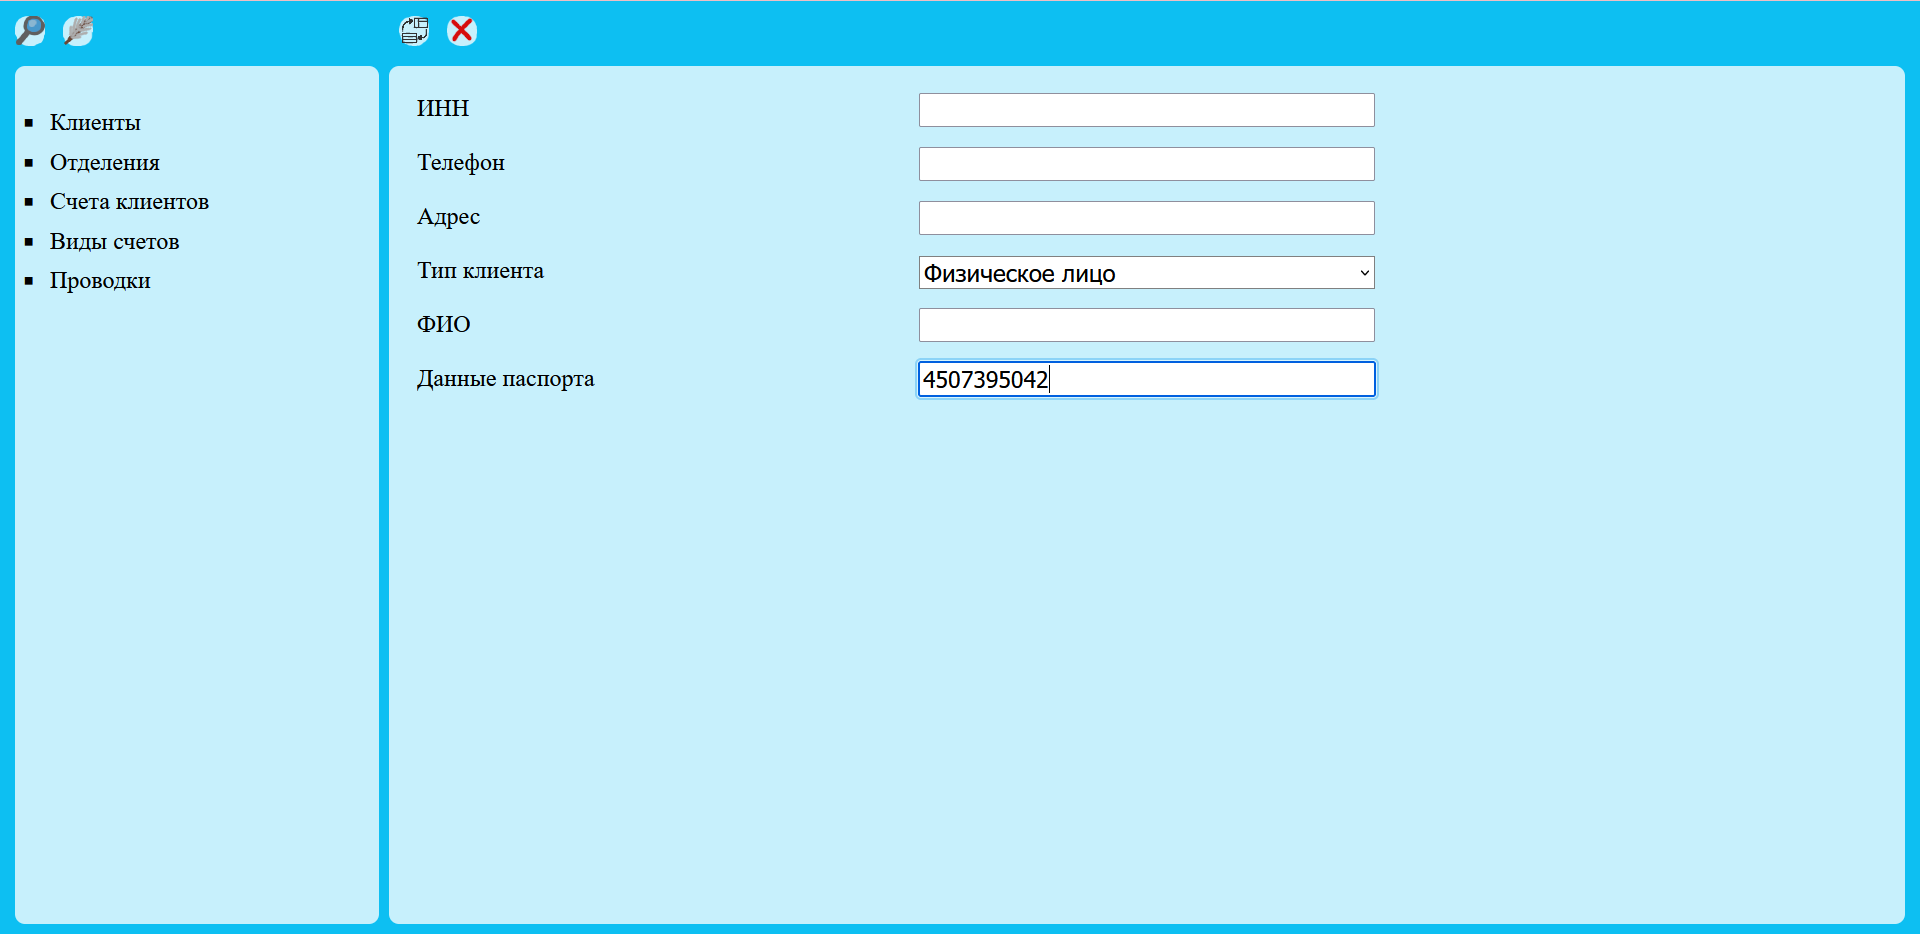 Клиенты
Отделения
Счета клиентов
Виды счетов
Проводки
ИНН
Телефон
Адрес
Тип клиента
Физическое лицо
ФИО
Данные паспорта
4507395042